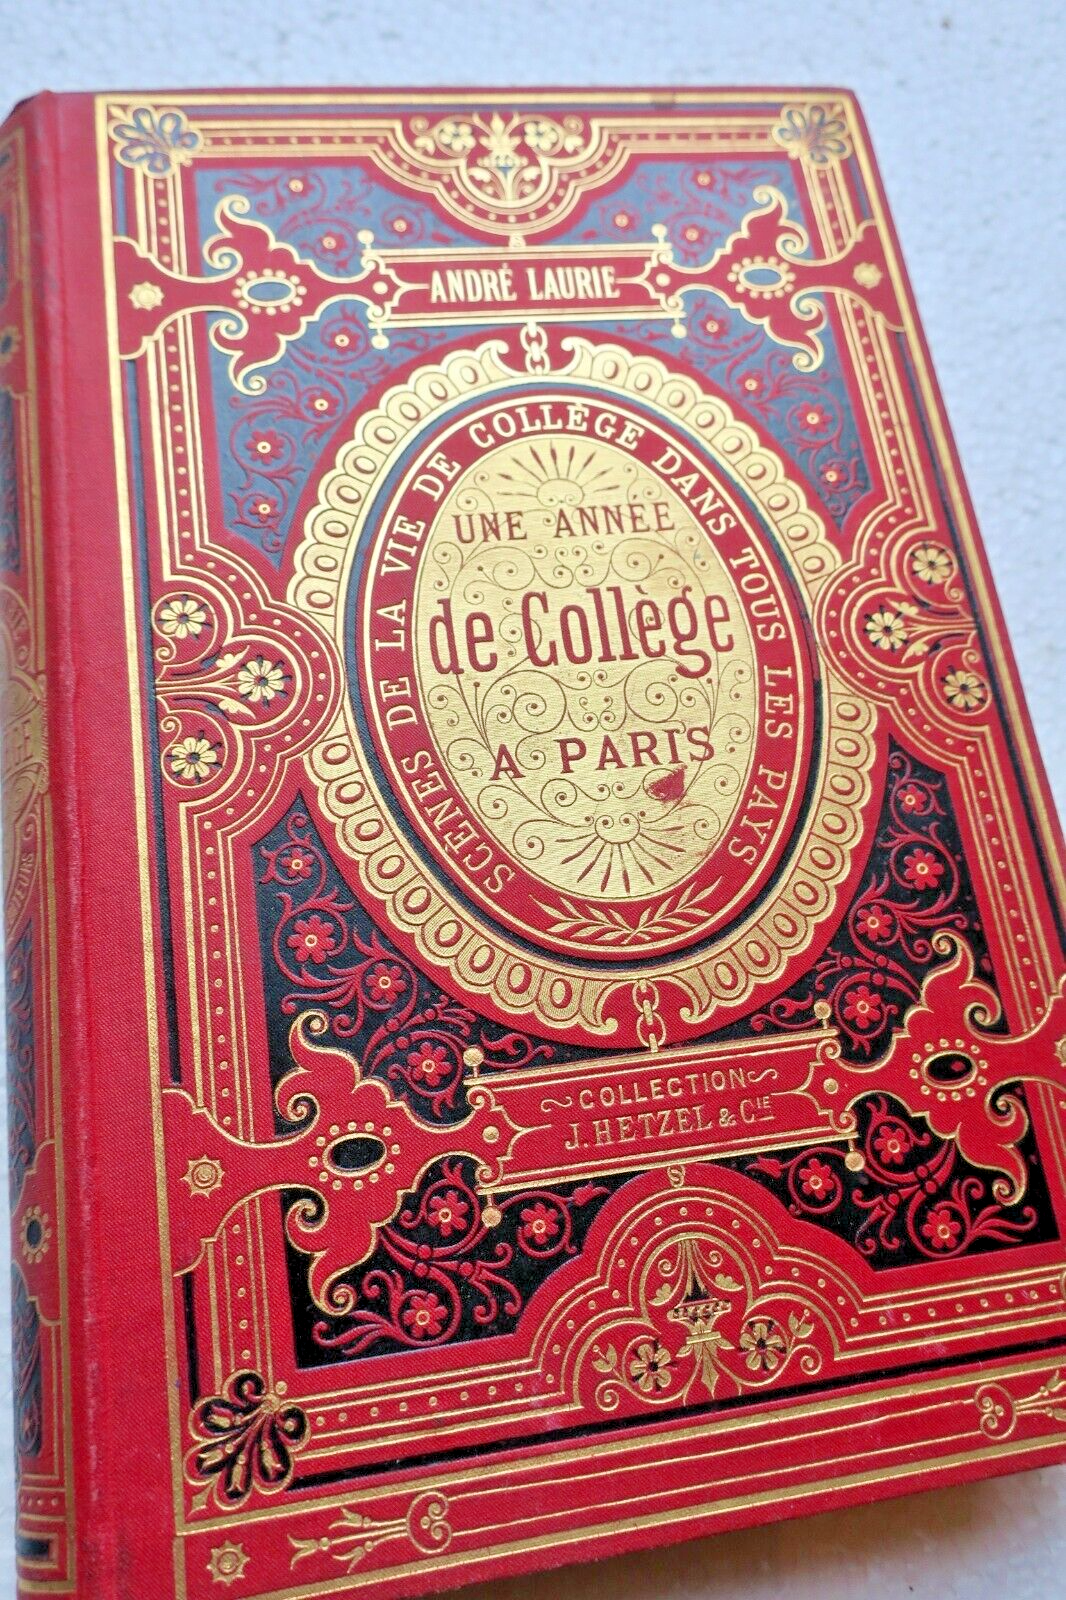 ANDRÉ LAURIE
SCÈNES DE LA VIE DE COLLÈGE DANS TOUS LES PAYS
UNE ANNÉE
de Collège
A PARIS
COLLECTION
J. HETZEL & CIE